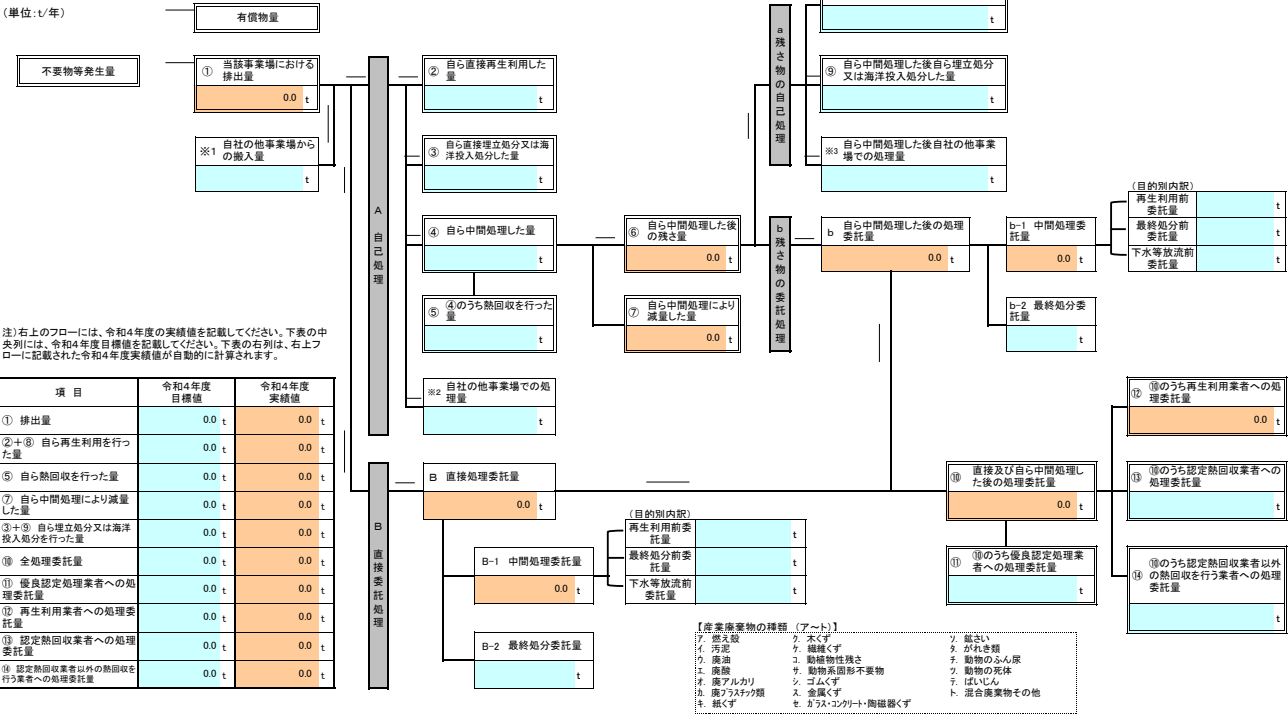 （単位：t/年）
有償物量
t
不要物等発生量
① 当該事業場における
排出量
0.0 t
※1 自社の他事業場から
の搬入量
t
A 自己処理
② 自ら直接再生利用した
量
t
③ 自ら直接埋立処分又は海
洋投入処分した量
t
④ 自ら中間処理した量
t
⑤ ④のうち熱回収を行った
量
t
※2 自社の他事業場での処
理量
t
⑥ 自ら中間処理した後
の残さ量
0.0 t
⑦ 自ら中間処理により
減量した量
0.0 t
a 残さ物の自己処理
⑨ 自ら中間処理した後自ら埋立処分
又は海洋投入処分した量
t
※3 自ら中間処理した後自社の他事業
場での処理量
t
b 残さ物の委託処理
b 自ら中間処理した後の処理
委託量
0.0 t
b-1 中間処理委
託量
0.0 t
（目的別内訳）
再生利用前
委託量
t
最終処分前
委託量
t
下水等放流前
委託量
t
b-2 最終処分委
託量
t
注）右上のフローには、令和４年度の実績値を記載してください。下表の中
央列には、令和４年度目標値を記載してください。下表の右列は、右上フ
ローに記載された令和４年度実績値が自動的に計算されます。
項 目 令和４年度
目標値 令和４年度
実績値
① 排出量 0.0 t 0.0 t
②＋⑧ 自ら再生利用を行っ
た量 0.0 t 0.0 t
⑤ 自ら熱回収を行った量 0.0 t 0.0 t
⑦ 自ら中間処理により減量
した量 0.0 t 0.0 t
③＋⑨ 自ら埋立処分又は海洋
投入処分を行った量 0.0 t 0.0 t
⑩ 全処理委託量 0.0 t 0.0 t
⑪ 優良認定処理業者への処
理委託量 0.0 t 0.0 t
⑫ 再生利用業者への処理委
託量 0.0 t 0.0 t
⑬ 認定熱回収業者への処理
委託量 0.0 t 0.0 t
⑭ 認定熱回収業者以外の熱回収を
行う業者への処理委託量 0.0 t 0.0 t
B 直接委託処理
B 直接処理委託量
0.0 t
B-1 中間処理委託量
0.0 t
（目的別内訳）
再生利用前委
託量
t
最終処分前委
託量
t
下水等放流前
委託量
t
B-2 最終処分委託量
t
⑩ 直接及び自ら中間処理し
た後の処理委託量
0.0 t
⑪ ⑩のうち優良認定処理業
者への処理委託量
t
⑫ ⑩のうち再生利用業者への処
理委託量
0.0 t
⑬ ⑩のうち認定熱回収業者への
処理委託量
t
⑭ ⑩のうち認定熱回収業者以外
の熱回収を行う業者への処理
委託量
t
【産業廃棄物の種類 （ア～ト）】
ア. 燃え殻 ク. 木くず ソ. 鉱さい
イ. 汚泥 ケ. 繊維くず タ. がれき類
ウ. 廃油 コ. 動植物性残さ チ. 動物のふん尿
エ. 廃酸 サ. 動物系固形不要物 ツ. 動物の死体
オ. 廃アルカリ シ. ゴムくず テ. ばいじん
カ. 廃プラスチック類 ス. 金属くず ト. 混合廃棄物その他
キ. 紙くず セ. ガラス・コンクリート・陶磁器くず